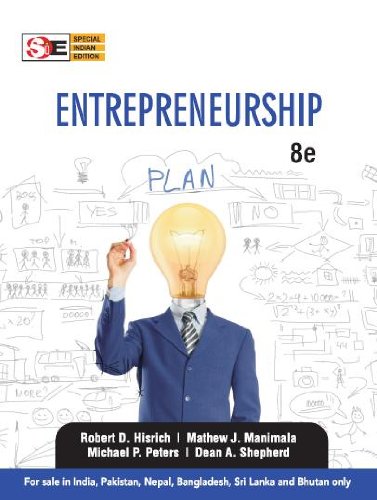 SIE
SPECIAL
INDIAN
EDITION
ENTREPRENEURSHIP
8e
PLAN
YES
NO
Robert D. Hisrich | Mathew J. Manimala
Michael P. Peters | Dean A. Shepherd
For sale in India, Pakistan, Nepal, Bangladesh, Sri Lanka and Bhutan only